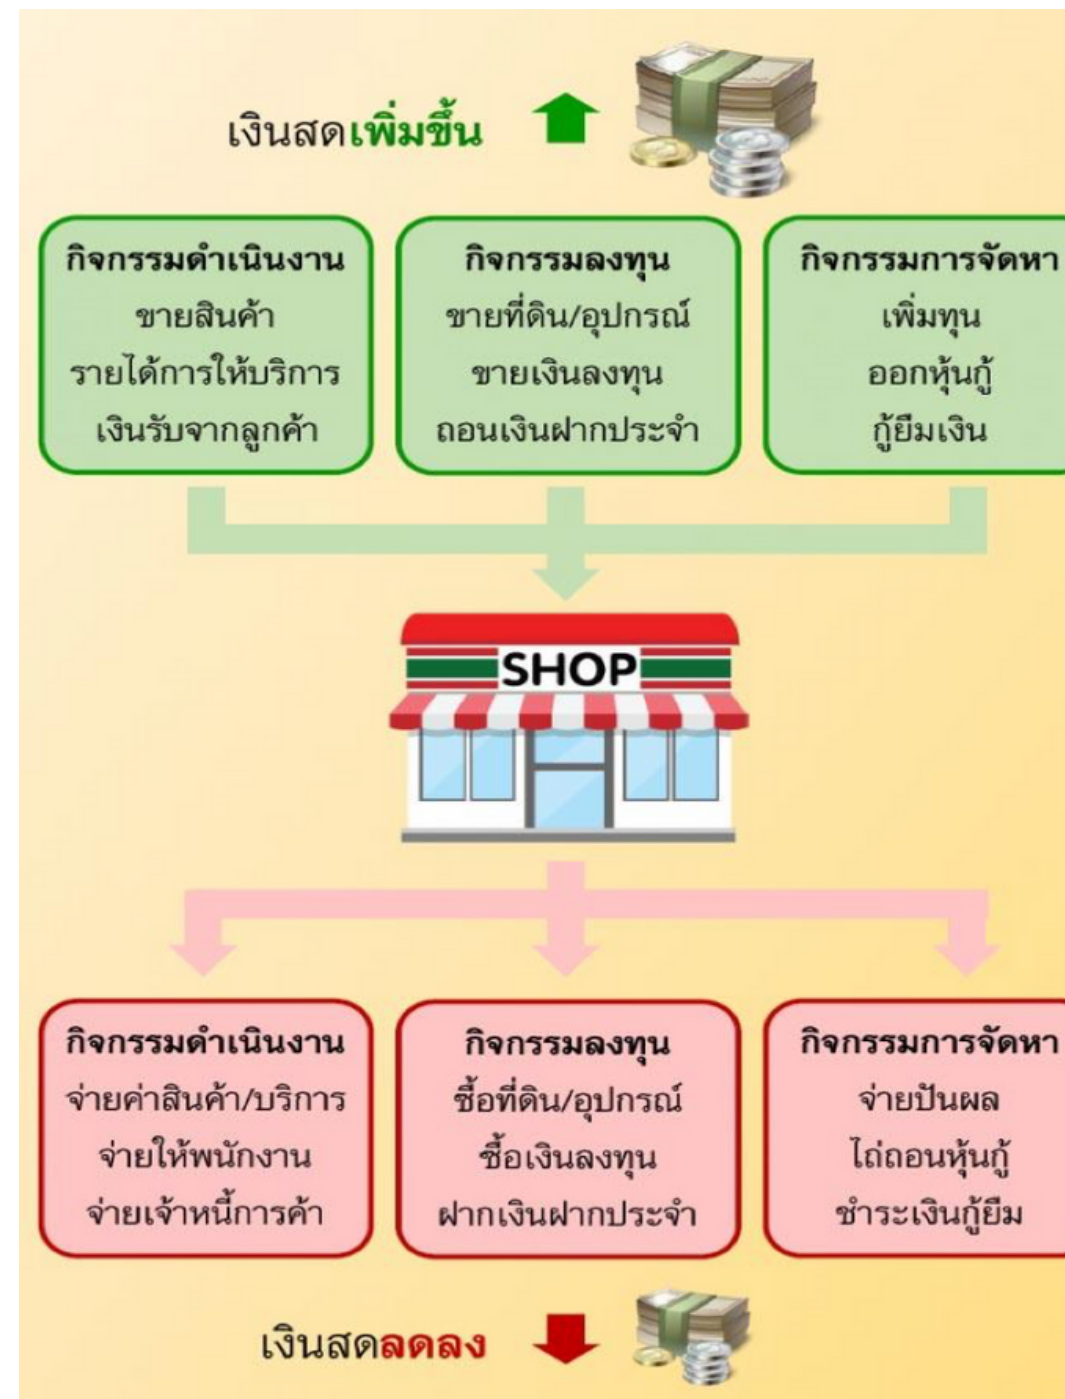 เงินสดเพิ่มขึ้น
กิจกรรมดำเนินงาน
ขายสินค้า
รายได้การให้บริการ
เงินรับจากลูกค้า
กิจกรรมลงทุน
ขายที่ดิน/อุปกรณ์
ขายเงินลงทุน
ถอนเงินฝากประจำ
กิจกรรมการจัดหา
เพิ่มทุน
ออกหุ้นกู้
กู้ยืมเงิน
SHOP
กิจกรรมดำเนินงาน
จ่ายค่าสินค้า/บริการ
จ่ายให้พนักงาน
จ่ายเจ้าหนี้การค้า
กิจกรรมลงทุน
ซื้อที่ดิน/อุปกรณ์
ซื้อเงินลงทุน
ฝากเงินฝากประจำ
กิจกรรมการจัดหา
จ่ายปันผล
ไถ่ถอนหุ้นกู้
ชำระเงินกู้ยืม
เงินสดลดลง